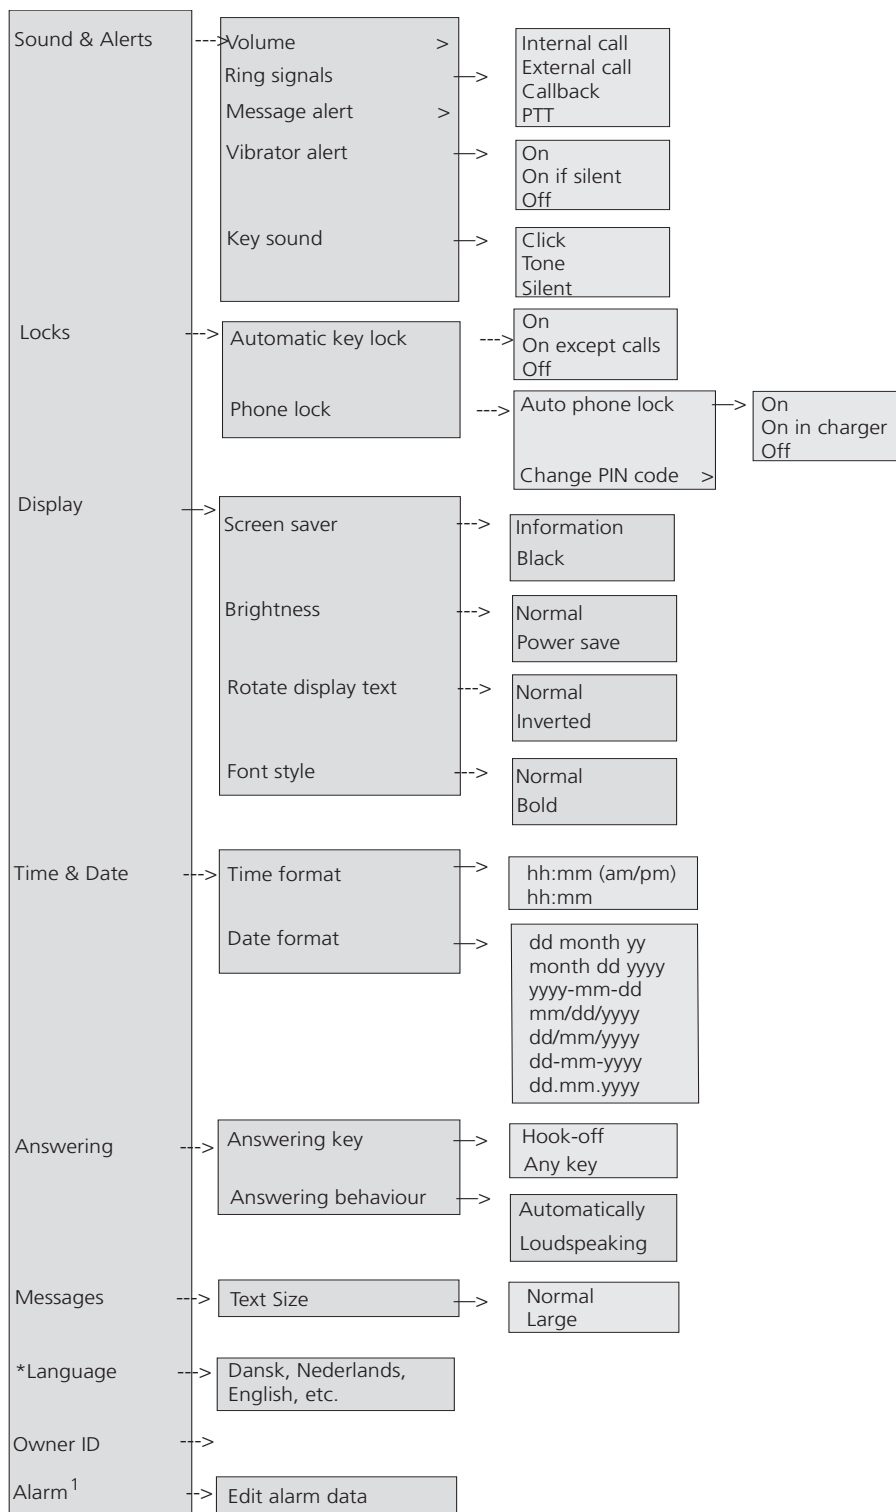 Sound & Alerts
--->
Volume >
Ring signals —>
Internal call
External call
Callback
PTT
Message alert >
Vibrator alert —>
On
On if silent
Off
Key sound —>
Click
Tone
Silent
Locks --->
Automatic key lock --->
On
On except calls
Off
Phone lock --->
Auto phone lock —>
On
On in charger
Off
Change PIN code >
Display —>
Screen saver --->
Information
Black
Brightness --->
Normal
Power save
Rotate display text --->
Normal
Inverted
Font style --->
Normal
Bold
Time & Date --->
Time format —>
hh:mm (am/pm)
hh:mm
Date format —>
dd month yy
month dd yyyy
yyyy-mm-dd
mm/dd/yyyy
dd/mm/yyyy
dd-mm-yyyy
dd.mm.yyyy
Answering --->
Answering key —>
Hook-off
Any key
Answering behaviour —>
Automatically
Loudspeaking
Messages --->
Text Size —>
Normal
Large
*Language --->
Dansk, Nederlands,
English, etc.
Owner ID --->
Alarm1 -->
Edit alarm data